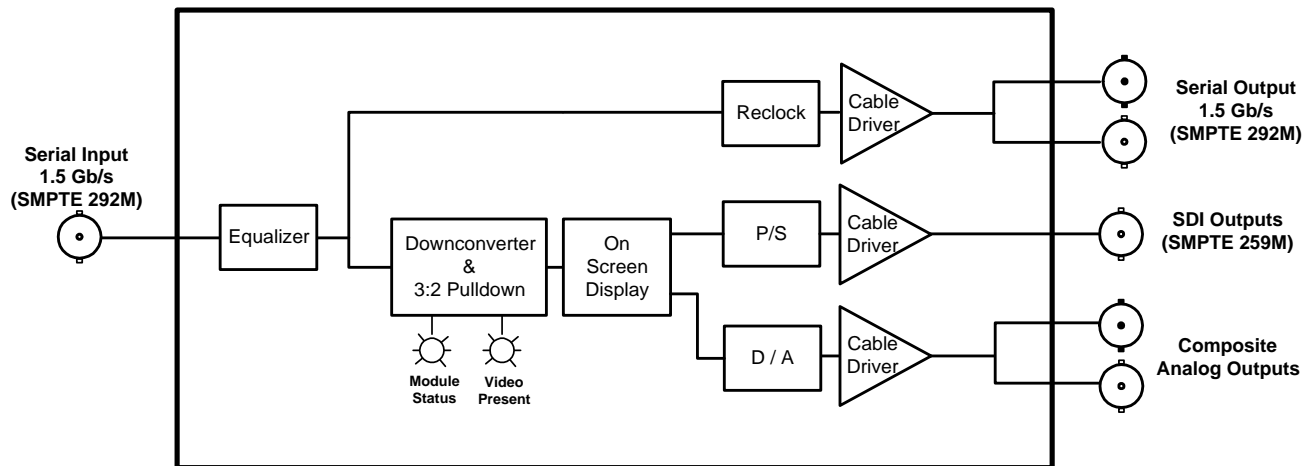 Serial Input
1.5 Gb/s
(SMPTE 292M)
Equalizer
Reclock
Cable
Driver
Serial Output
1.5 Gb/s
(SMPTE 292M)
Downconverter
&
3:2 Pulldown
On
Screen
Display
P/S
Cable
Driver
SDI Outputs
(SMPTE 259M)
Module
Status
Video
Present
D / A
Cable
Driver
Composite
Analog Outputs